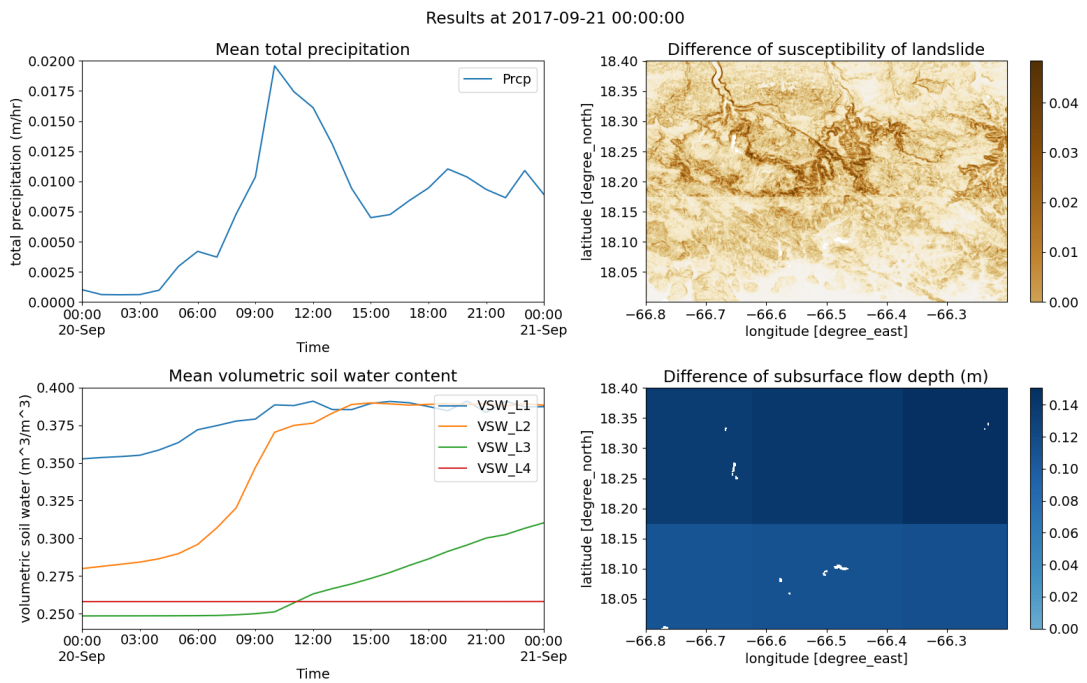 Results at 2017-09-21 00:00:00
Mean total precipitation
total precipitation (m/hr)
0.0200
0.0175
0.0150
0.0125
0.0100
0.0075
0.0050
0.0025
0.0000
Prcp
00:00 03:00 06:00 09:00 12:00 15:00 18:00 21:00 00:00
20-Sep 21-Sep
Time
Difference of susceptibility of landslide
latitude [degree_north]
18.40
18.35
18.30
18.25
18.20
18.15
18.10
18.05
−66.8 −66.7 −66.6 −66.5 −66.4 −66.3
longitude [degree_east]
0.04
0.03
0.02
0.01
0.00
Mean volumetric soil water content
volumetric soil water (m^3/m^3)
0.400
0.375
0.350
0.325
0.300
0.275
0.250
VSW_L1
VSW_L2
VSW_L3
VSW_L4
00:00 03:00 06:00 09:00 12:00 15:00 18:00 21:00 00:00
20-Sep 21-Sep
Time
Difference of subsurface flow depth (m)
latitude [degree_north]
18.40
18.35
18.30
18.25
18.20
18.15
18.10
18.05
−66.8 −66.7 −66.6 −66.5 −66.4 −66.3
longitude [degree_east]
0.14
0.12
0.10
0.08
0.06
0.04
0.02
0.00